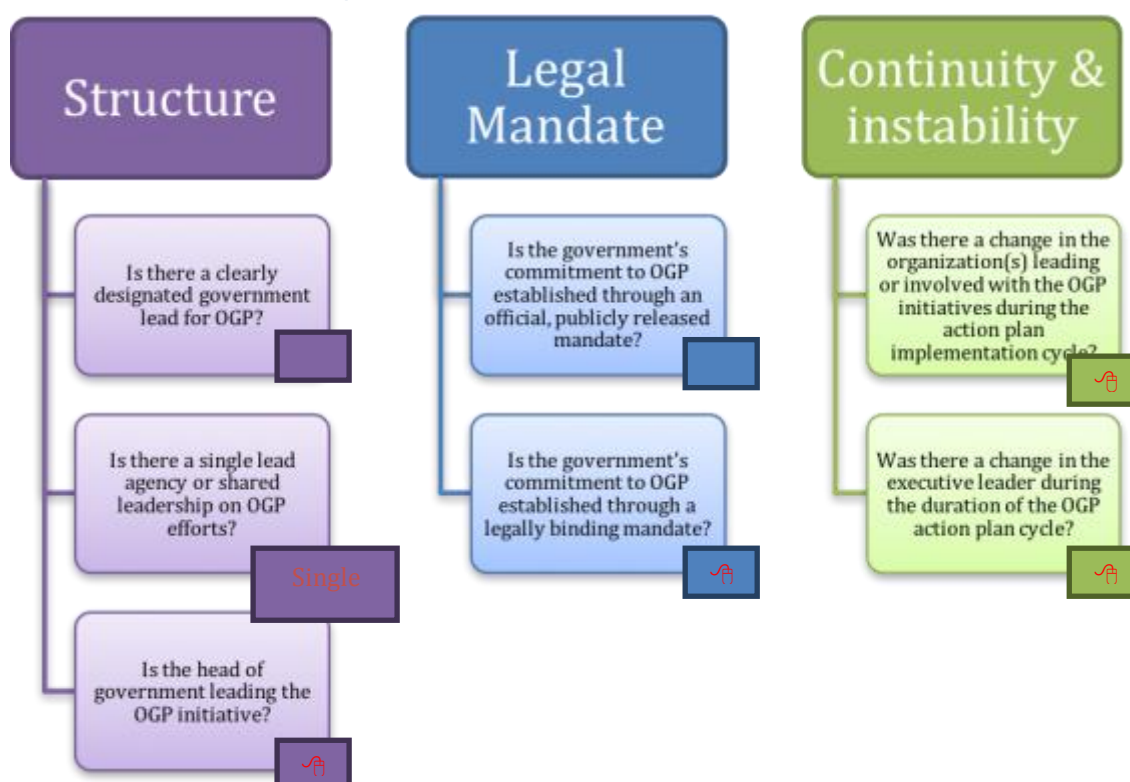 Structure
Is there a clearly
designated government
lead for OGP?
Is there a single lead
agency or shared
leadership on OGP
efforts?
Single
Is the head of
government leading the
OGP initiative?
Legal
Mandate
Is the government's
commitment to OGP
established through an
official, publicly released
mandate?
Is the government's
commitment to OGP
established through a
legally binding mandate?
Continuity &
instability
Was there a change in the
organization(s) leading
or involved with the OGP
initiatives during the
action plan
implementation cycle?
Was there a change in the
executive leader during
the duration of the OGP
action plan cycle?